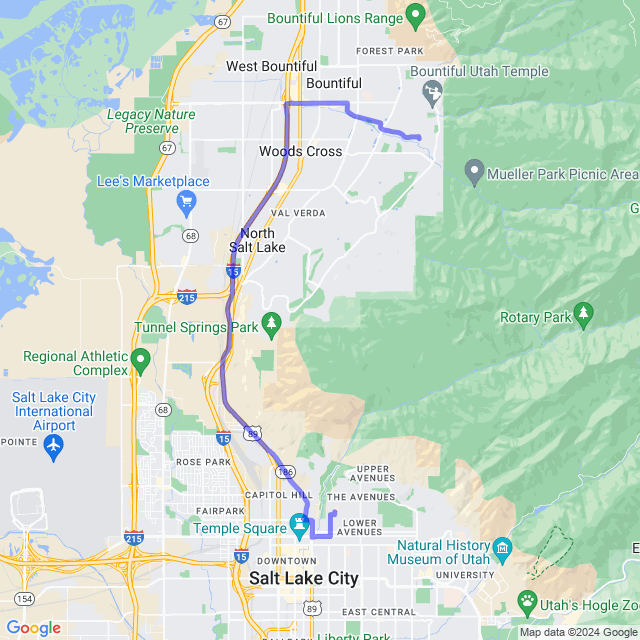 67
Bountiful Lions Range
67
FOREST PARK
West Bountiful
Bountiful
Bountiful Utah Temple
Legacy Nature
Preserve
67
Woods Cross
Mueller Park Picnic Area
Lee's Marketplace
G
VAL VERDA
68
North
Salt Lake
15
215
Rotary Park
Tunnel Springs Park
Regional Athletic
Complex
Salt Lake City
International
Airport
68
89
15
POINTE
ROSE PARK
186
UPPER
AVENUES
CAPITOL HILL
THE AVENUES
FAIRPARK
Temple Square
LOWER
AVENUES
215
Natural History
Museum of Utah
E
DOWNTOWN
UNIVERSITY
80
15
Salt Lake City
154
89
EAST CENTRAL
Utah's Hogle Zoo
Google
Liberty Park
Map data ©2024 Google